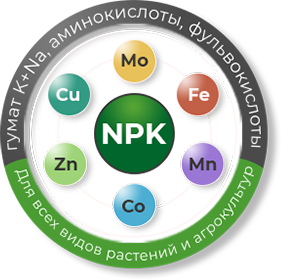 гумат K+Na, аминокислоты, фульвокислоты
Mo
Cu
Fe
NPK
Zn
Mn
Co
Для всех видов растений и агрокультур